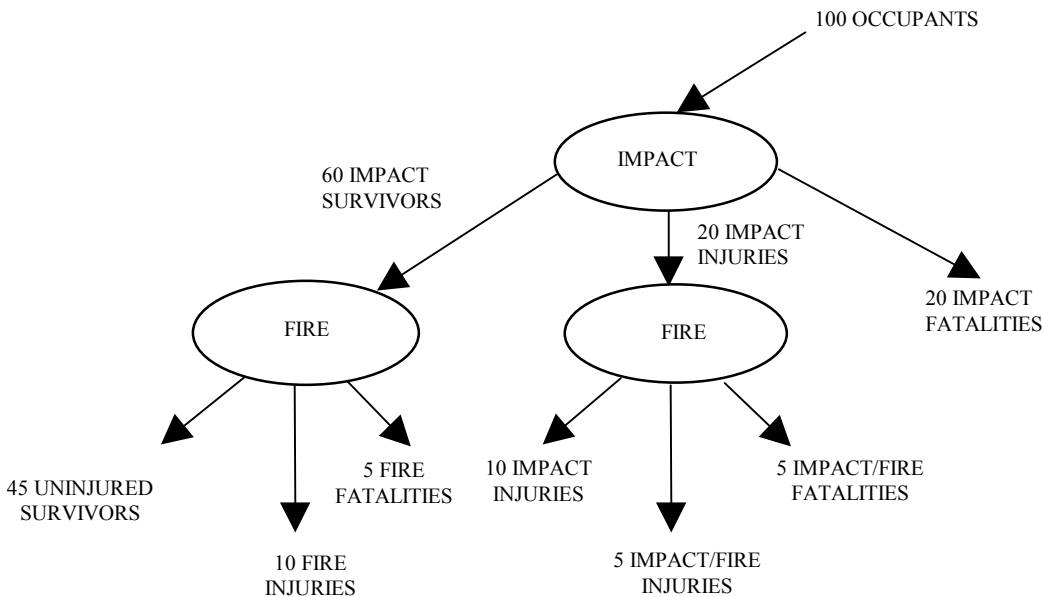 100 OCCUPANTS
IMPACT
60 IMPACT
SURVIVORS
20 IMPACT
INJURIES
20 IMPACT
FATALITIES
FIRE
FIRE
45 UNINJURED
SURVIVORS
10 FIRE
INJURIES
5 FIRE
FATALITIES
10 IMPACT
INJURIES
5 IMPACT/FIRE
INJURIES
5 IMPACT/FIRE
FATALITIES